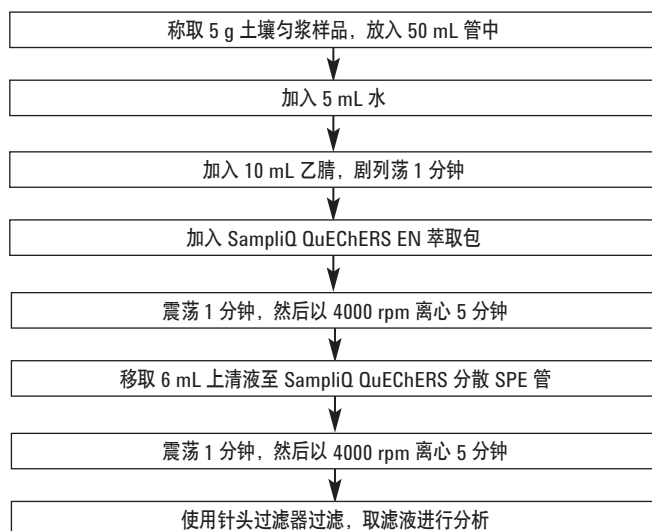 称取 5 g 土壤匀浆样品，放入 50 mL 管中
加入 5 mL 水
加入 10 mL 乙腈，剧列荡 1 分钟
加入 SampliQ QuEChERS EN 萃取包
震荡 1 分钟，然后以 4000 rpm 离心 5 分钟
移取 6 mL 上清液至 SampliQ QuEChERS 分散 SPE 管
震荡 1 分钟，然后以 4000 rpm 离心 5 分钟
使用针头过滤器过滤，取滤液进行分析